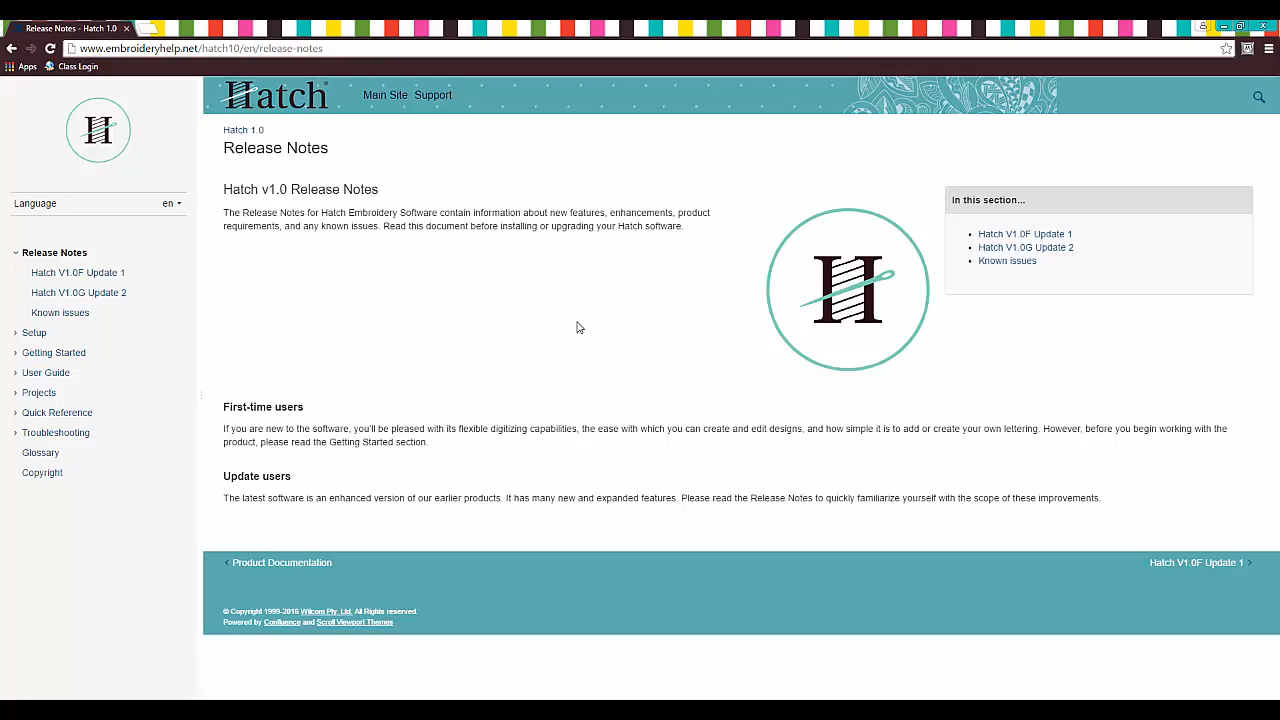 Release Notes - Hatch 1.0
www.embroideryhelp.net/hatch10/en/release-notes
Apps Class Login
Hatch Main Site Support
Language en
Release Notes
Hatch V1.0F Update 1
Hatch V1.0G Update 2
Known issues
Setup
Getting Started
User Guide
Projects
Quick Reference
Troubleshooting
Glossary
Copyright
Hatch 1.0
Release Notes
Hatch v1.0 Release Notes
The Release Notes for Hatch Embroidery Software contain information about new features, enhancements, product
requirements, and any known issues. Read this document before installing or upgrading your Hatch software.
H
In this section...
Hatch V1.0F Update 1
Hatch V1.0G Update 2
Known issues
First-time users
If you are new to the software, you'll be pleased with its flexible digitizing capabilities, the ease with which you can create and edit designs, and how simple it is to add or create your own lettering. However, before you begin working with the
product, please read the Getting Started section.
Update users
The latest software is an enhanced version of our earlier products. It has many new and expanded features. Please read the Release Notes to quickly familiarize yourself with the scope of these improvements.
Product Documentation
Hatch V1.0F Update 1
© Copyright 1999-2016 Wilcom Pty. Ltd. All Rights reserved.
Powered by Confluence and Scroll Viewport Themes